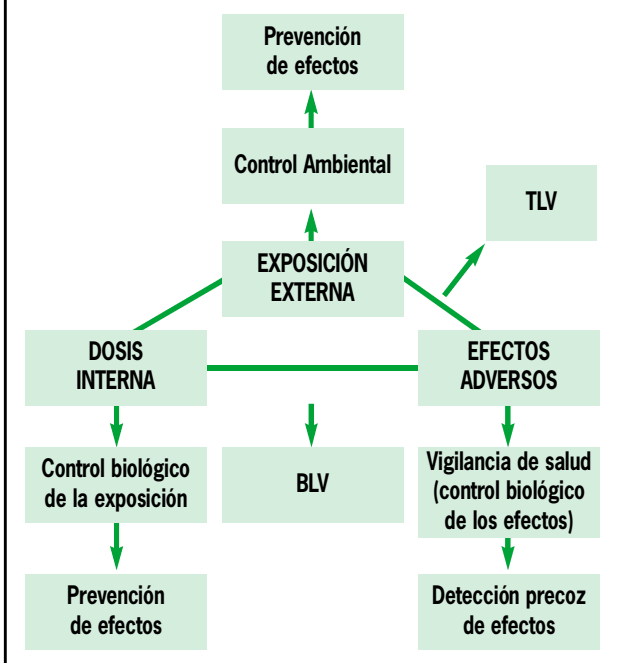 Prevención
de efectos
Control Ambiental
TLV
EXPOSICIÓN
EXTERNA
DOSIS
INTERNA
EFECTOS
ADVERSOS
Control biológico
de la exposición
BLV
Vigilancia de salud
(control biológico
de los efectos)
Prevención
de efectos
Detección precoz
de efectos